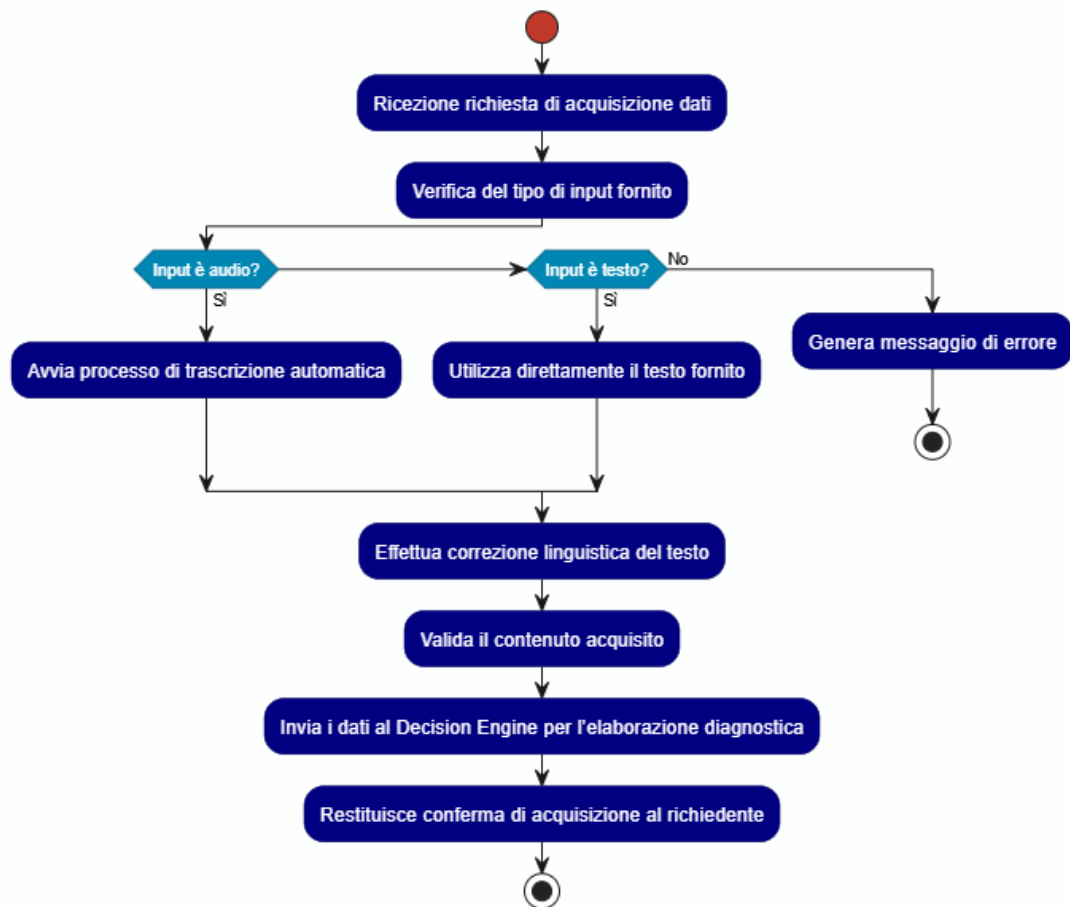 Ricezione richiesta di acquisizione dati
Verifica del tipo di input fornito
Input è audio?
Input è testo?
No
Sì
Sì
Genera messaggio di errore
Avvia processo di trascrizione automatica
Utilizza direttamente il testo fornito
Effettua correzione linguistica del testo
Valida il contenuto acquisito
Invia i dati al Decision Engine per l'elaborazione diagnostica
Restituisce conferma di acquisizione al richiedente